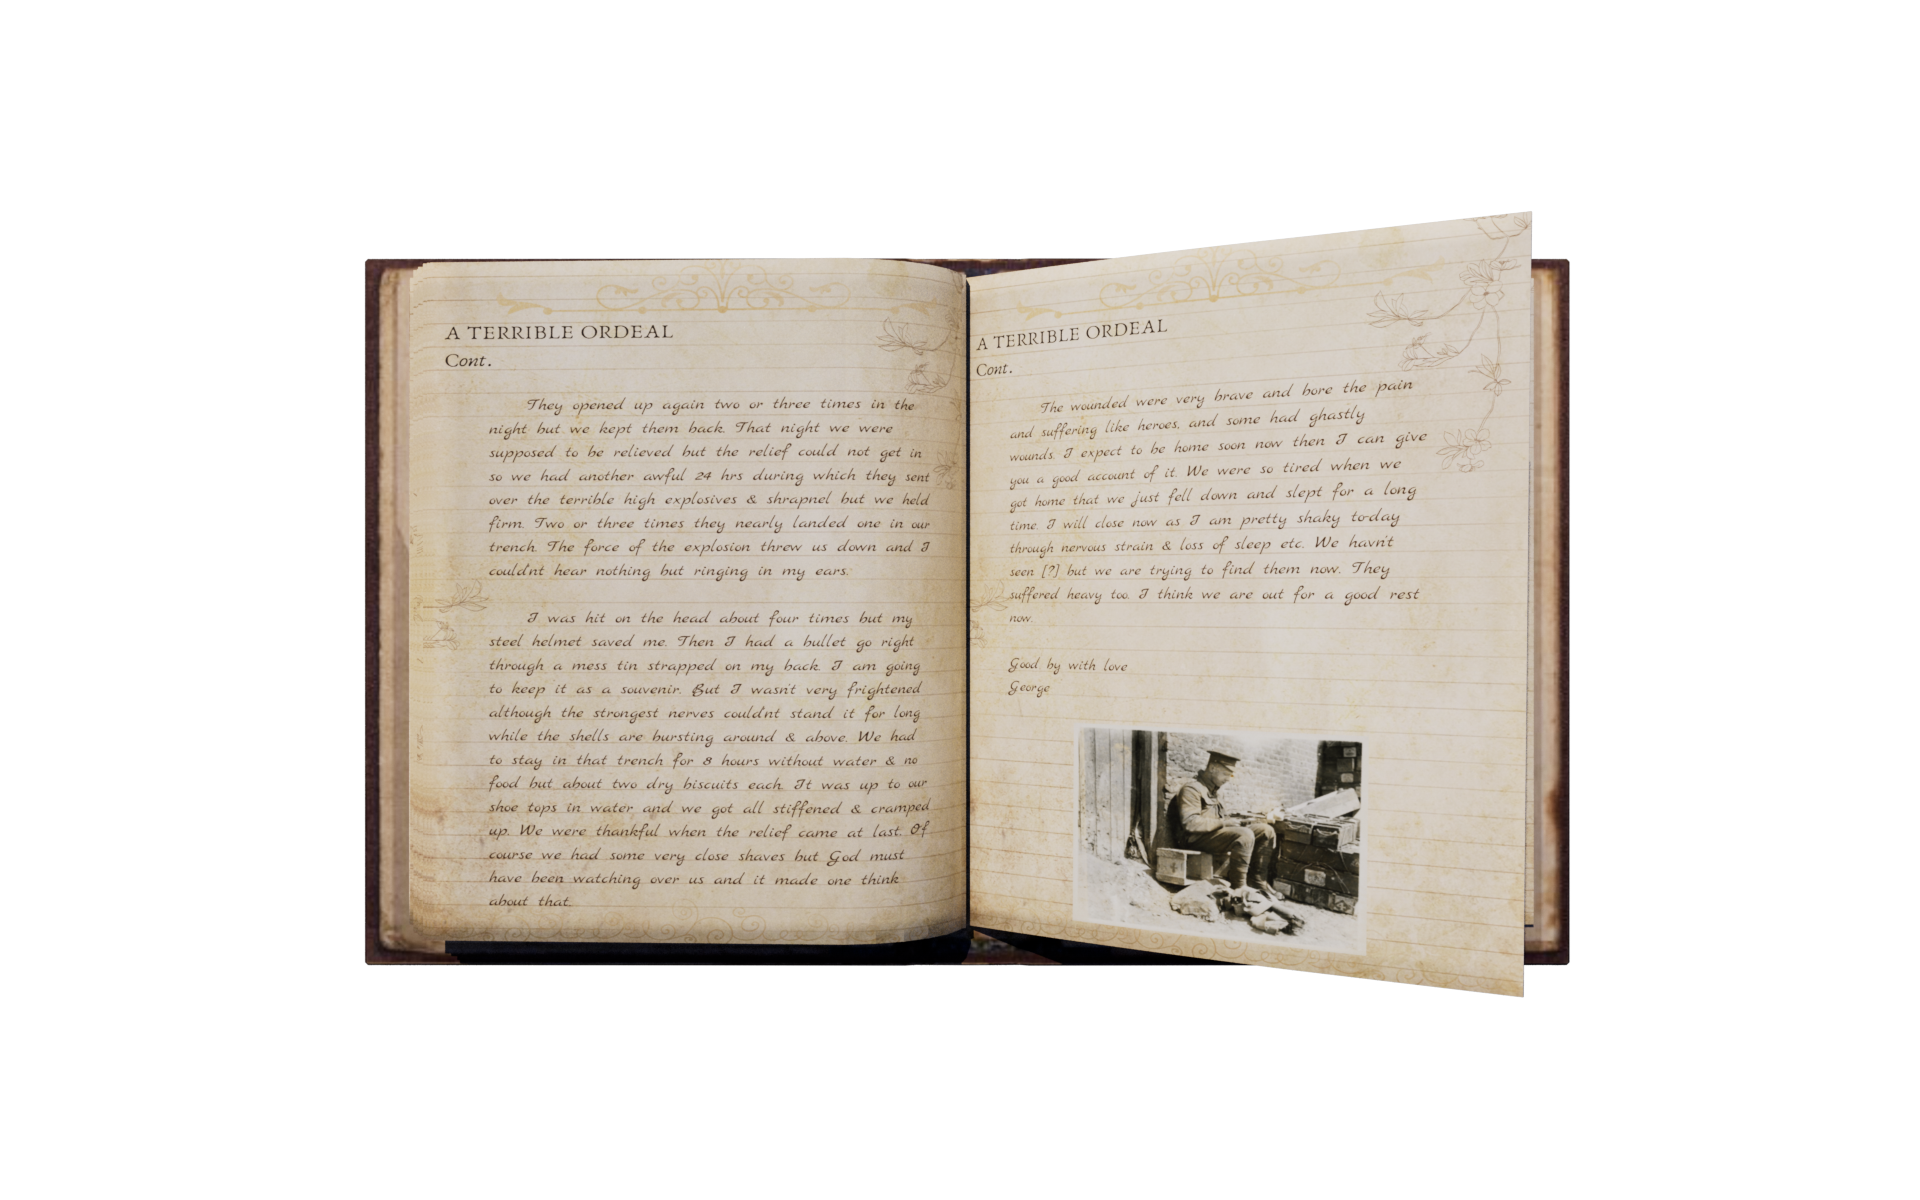 A TERRIBLE ORDEAL
Cont.
They opened up again two or three times in the
night but we kept them back. That night we were
supposed to be relieved but the relief could not get in
so we had another awful 24 hrs during which they sent
over the terrible high explosives & shrapnel but we held
firm. Two or three times they nearly landed one in our
trench. The force of the explosion threw us down and I
could'nt hear nothing but ringing in my ears.
I was hit on the head about four times but my
steel helmet saved me. Then I had a bullet go right
through a mess tin strapped on my back. I am going
to keep it as a souvenir. But I wasn't very frightened
although the strongest nerves could'nt stand it for long
while the shells are bursting around & above. We had
to stay in that trench for 8 hours without water & no
food but about two dry biscuits each. It was up to our
shoe tops in water and we got all stiffened & cramped
up. We were thankful when the relief came at last. Of
course we had some very close shaves but God must
have been watching over us and it made one think
about that.
A TERRIBLE ORDEAL
Cont.
The wounded were very brave and bore the pain
and suffering like heroes, and some had ghastly
wounds. I expect to be home soon now then I can give
you a good account of it. We were so tired when we
got home that we just fell down and slept for a long
time. I will close now as I am pretty shaky to-day
through nervous strain & loss of sleep etc. We hav'nt
seen [?] but we are trying to find them now. They
suffered heavy too. I think we are out for a good rest
now.
Good by with love
George